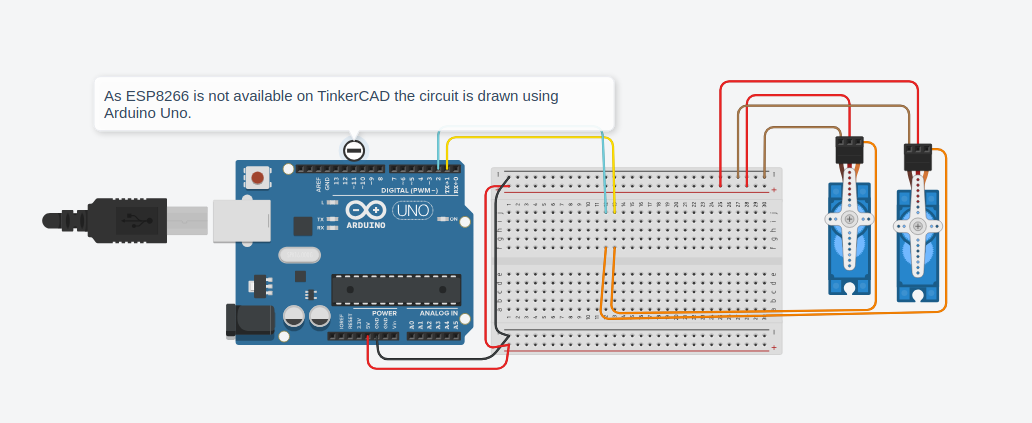 As ESP8266 is not available on TinkerCAD the circuit is drawn using
Arduino Uno.
AREF
GND
13
12
~11
~10
~9
8
7
~6
~5
4
~3
2
TX→1
RX←0
DIGITAL (PWM~)
L
TX
RX
UNO
ON
ARDUINO
POWER
ANALOG IN
IOREF
RESET
3.3V
5V
GND
GND
Vin
A0
A1
A2
A3
A4
A5